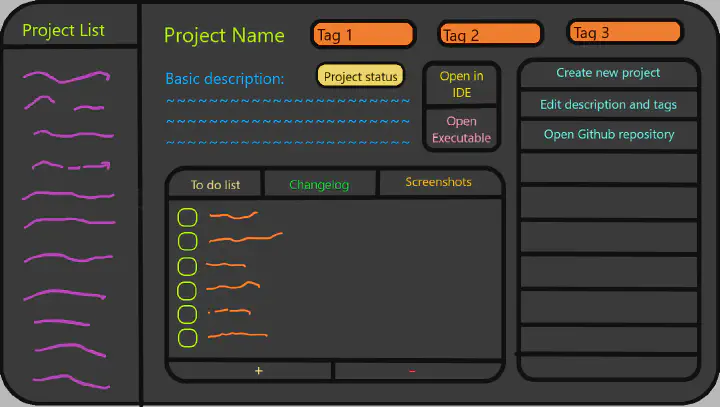 Project List
Project Name
Tag 1
Tag 2
Tag 3
Basic description:
Project status
Open in
IDE
Open
Executable
Create new project
Edit description and tags
Open Github repository
To do list
Changelog
Screenshots
+
-